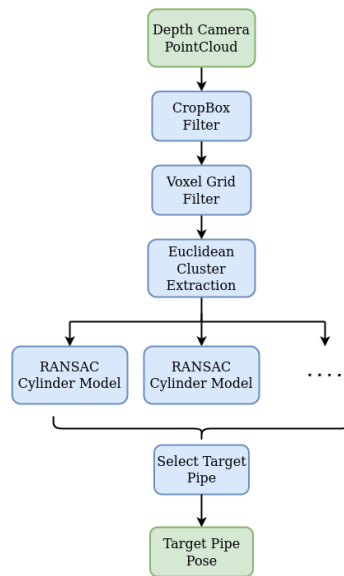 Depth Camera
PointCloud
CropBox
Filter
Voxel Grid
Filter
Euclidean
Cluster
Extraction
RANSAC
Cylinder Model
RANSAC
Cylinder Model
....
Select Target
Pipe
Target Pipe
Pose